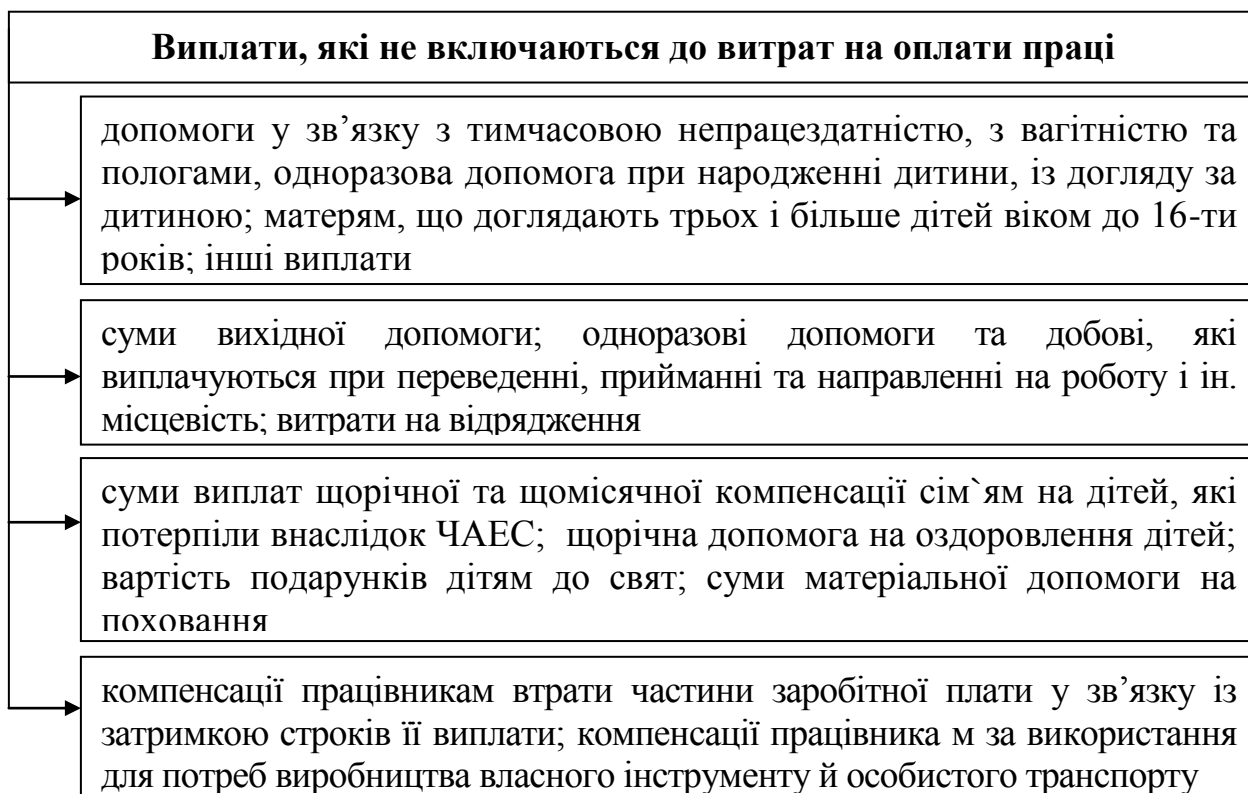 Виплати, які не включаються до витрат на оплати праці
допомоги у зв’язку з тимчасовою непрацездатністю, з вагітністю та
пологами, одноразова допомога при народженні дитини, із догляду за
дитиною; матерям, що доглядають трьох і більше дітей віком до 16-ти
років; інші виплати
суми вихідної допомоги; одноразові допомоги та добові, які
виплачуються при переведенні, прийманні та направленні на роботу і ін.
місцевість; витрати на відрядження
суми виплат щорічної та щомісячної компенсації сім`ям на дітей, які
потерпіли внаслідок ЧАЕС; щорічна допомога на оздоровлення дітей;
вартість подарунків дітям до свят; суми матеріальної допомоги на
поховання
компенсації працівникам втрати частини заробітної плати у зв’язку із
затримкою строків її виплати; компенсації працівника м за використання
для потреб виробництва власного інструменту й особистого транспорту